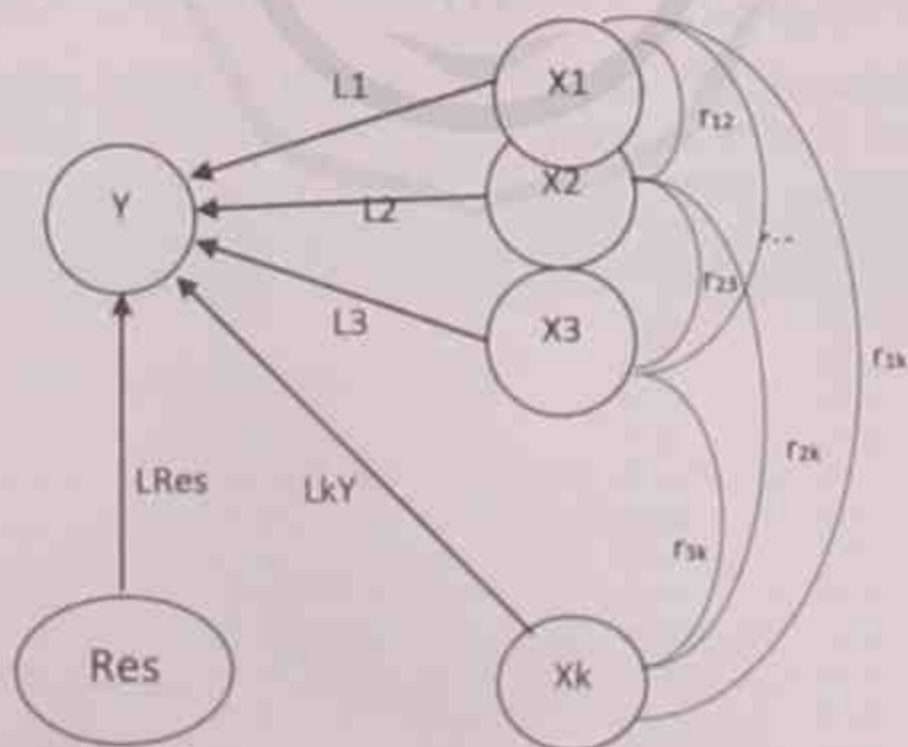 X1
L1
r12
X2
Y
L2
r--
r23
X3
L3
r1k
r2k
LRes
LkY
r3k
Res
Xk